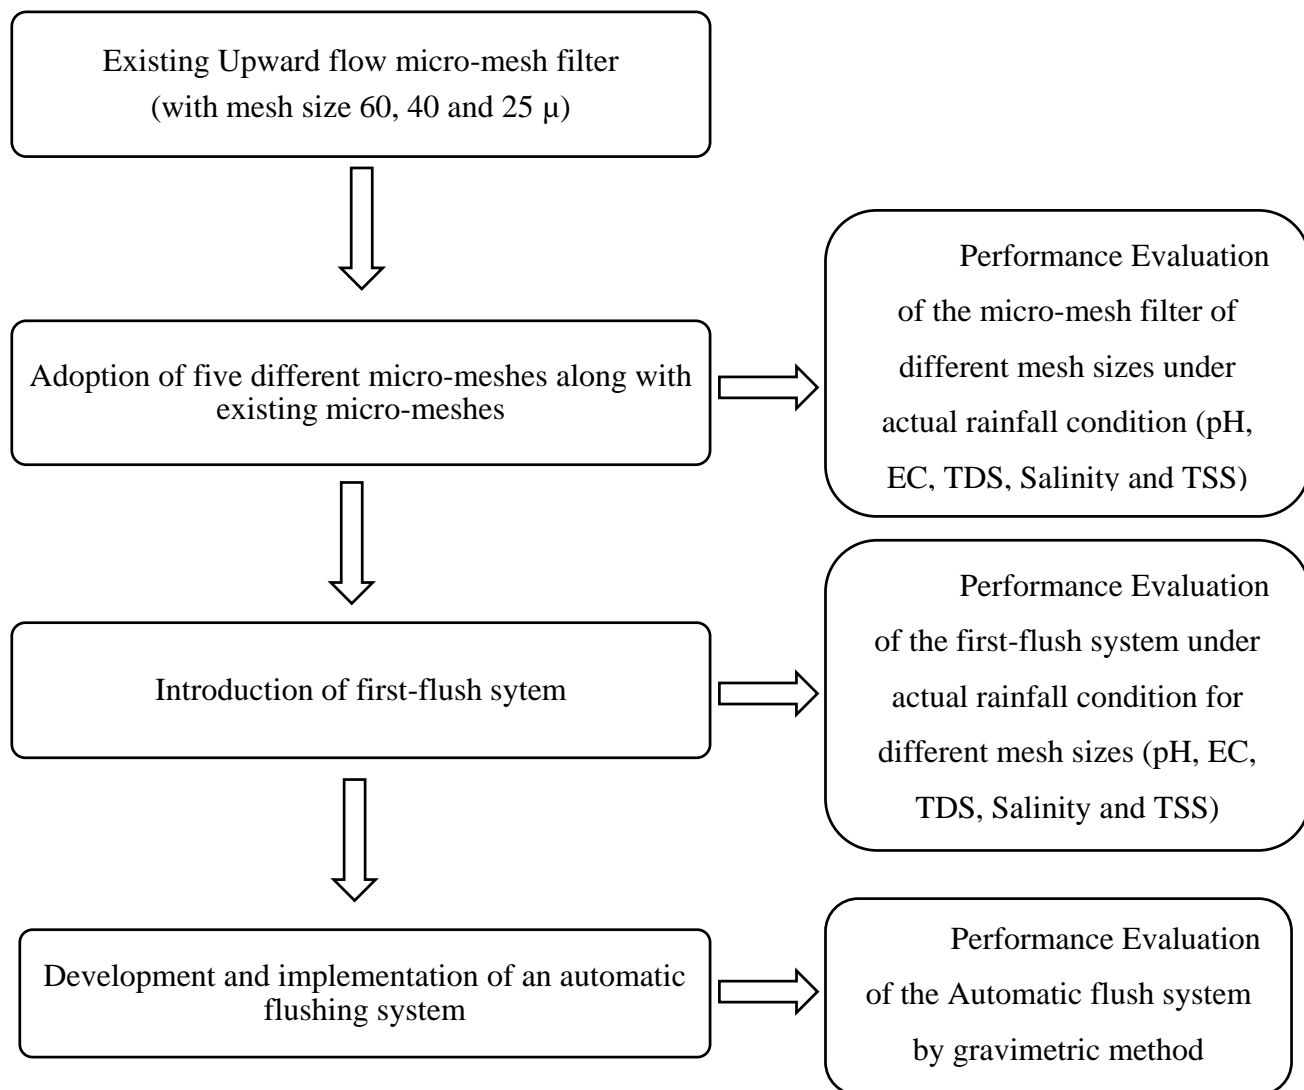 Existing Upward flow micro-mesh filter
(with mesh size 60, 40 and 25 µ)
Adoption of five different micro-meshes along with
existing micro-meshes
Performance Evaluation
of the micro-mesh filter of
different mesh sizes under
actual rainfall condition (pH,
EC, TDS, Salinity and TSS)
Introduction of first-flush sytem
Performance Evaluation
of the first-flush system under
actual rainfall condition for
different mesh sizes (pH, EC,
TDS, Salinity and TSS)
Development and implementation of an automatic
flushing system
Performance Evaluation
of the Automatic flush system
by gravimetric method